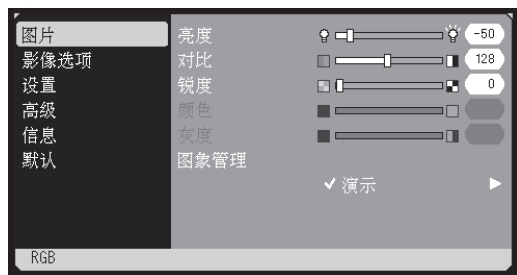 图片
影像选项
设置
高级
信息
默认
亮度 -50
对比 128
锐度 0
颜色
灰度
图象管理
✓演示
RGB